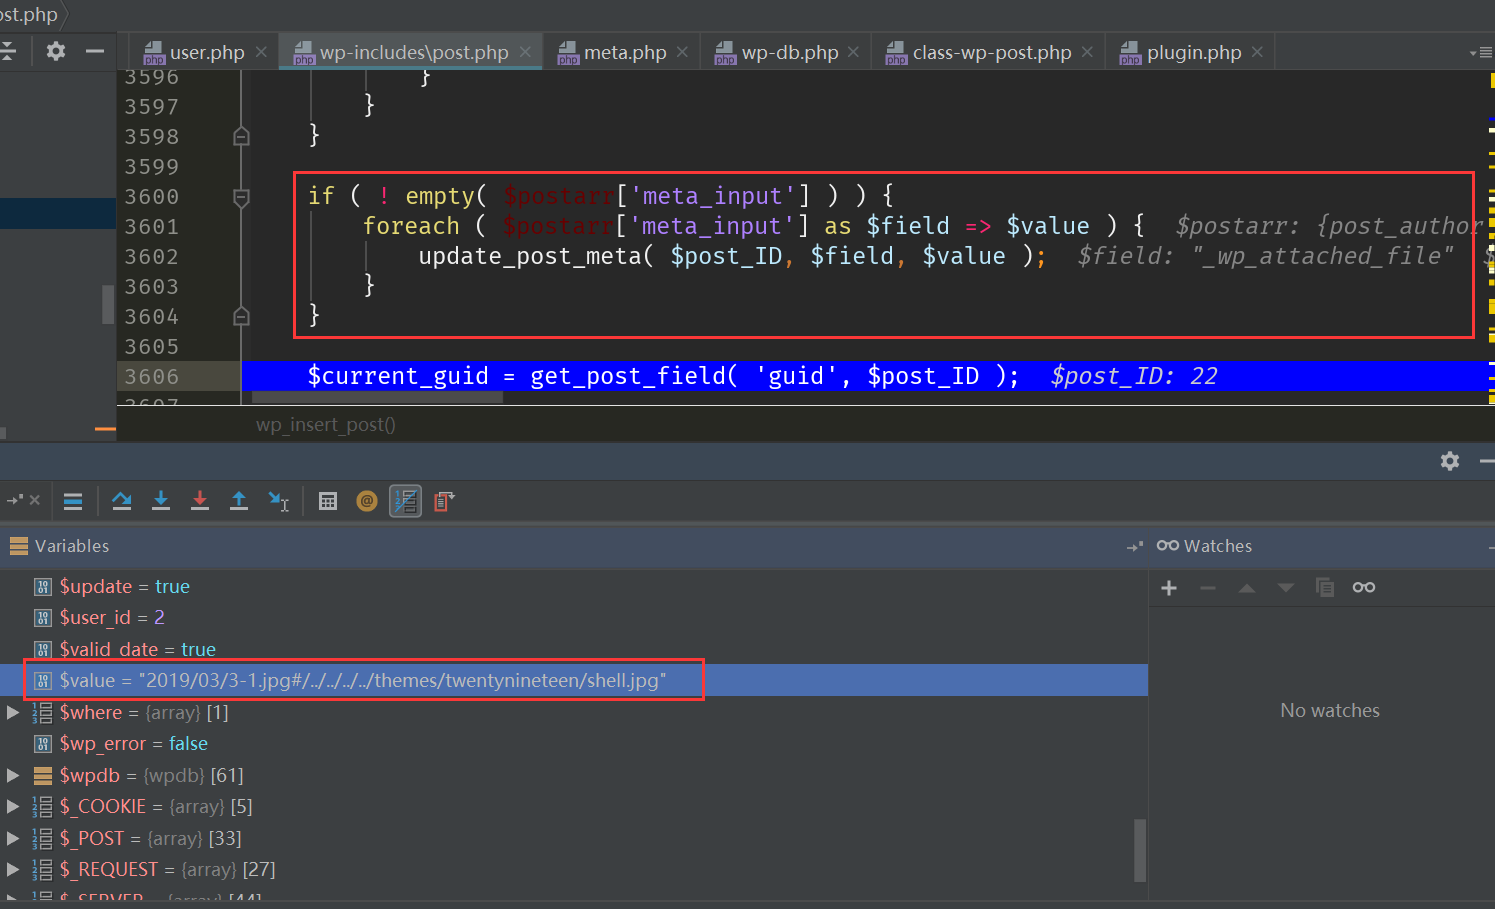 ost.php
user.php
wp-includes\post.php
meta.php
wp-db.php
class-wp-post.php
plugin.php
3596 }
3597 }
3598 }
3599
3600 if ( ! empty( $postarr['meta_input'] ) ) {
3601 foreach ( $postarr['meta_input'] as $field => $value ) { $postarr: {post_author
3602 update_post_meta( $post_ID, $field, $value ); $field: "_wp_attached_file" $
3603 }
3604 }
3605
3606 $current_guid = get_post_field( 'guid', $post_ID ); $post_ID: 22
3607
wp_insert_post()
Variables
Watches
$update = true
$user_id = 2
$valid_date = true
$value = "2019/03/3-1.jpg#/../../../../themes/twentynineteen/shell.jpg"
$where = {array} [1]
$wp_error = false
$wpdb = {wpdb} [61]
$_COOKIE = {array} [5]
$_POST = {array} [33]
$_REQUEST = {array} [27]
$_SERVER = {array} [44]
No watches